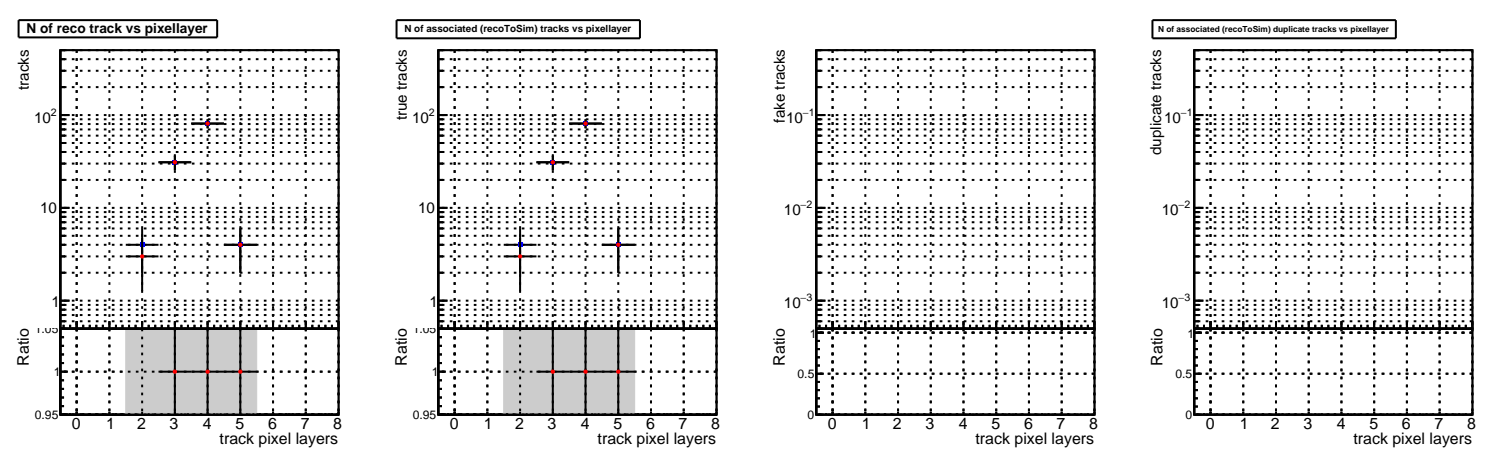 N of reco track vs pixellayer
tracks
10²
10
1
Ratio
1.05
1
0.95
0 1 2 3 4 5 6 7 8
track pixel layers
N of associated (recoToSim) tracks vs pixellayer
true tracks
10²
10
1
Ratio
1.05
1
0.95
0 1 2 3 4 5 6 7 8
track pixel layers
fake tracks
10⁻¹
10⁻²
10⁻³
Ratio
1
0.5
0
0 1 2 3 4 5 6 7 8
track pixel layers
N of associated (recoToSim) duplicate tracks vs pixellayer
duplicate tracks
10⁻¹
10⁻²
10⁻³
Ratio
1
0.5
0
0 1 2 3 4 5 6 7 8
track pixel layers